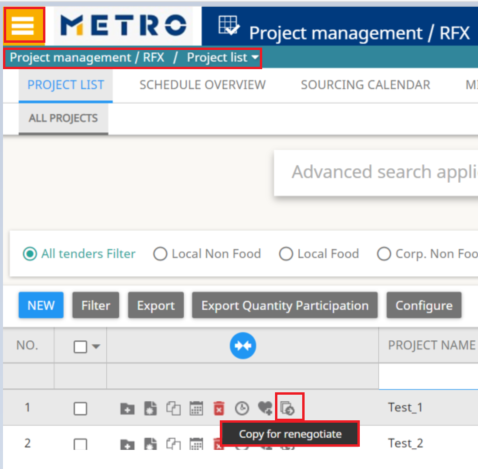 METRO Project management / RFX
Project management / RFX / Project list
PROJECT LIST SCHEDULE OVERVIEW SOURCING CALENDAR
ALL PROJECTS
Advanced search appli
All tenders Filter Local Non Food Local Food Corp. Non Foo
NEW Filter Export Export Quantity Participation Configure
NO. PROJECT NAME
1 Test_1
Copy for renegotiate
2 Test_2